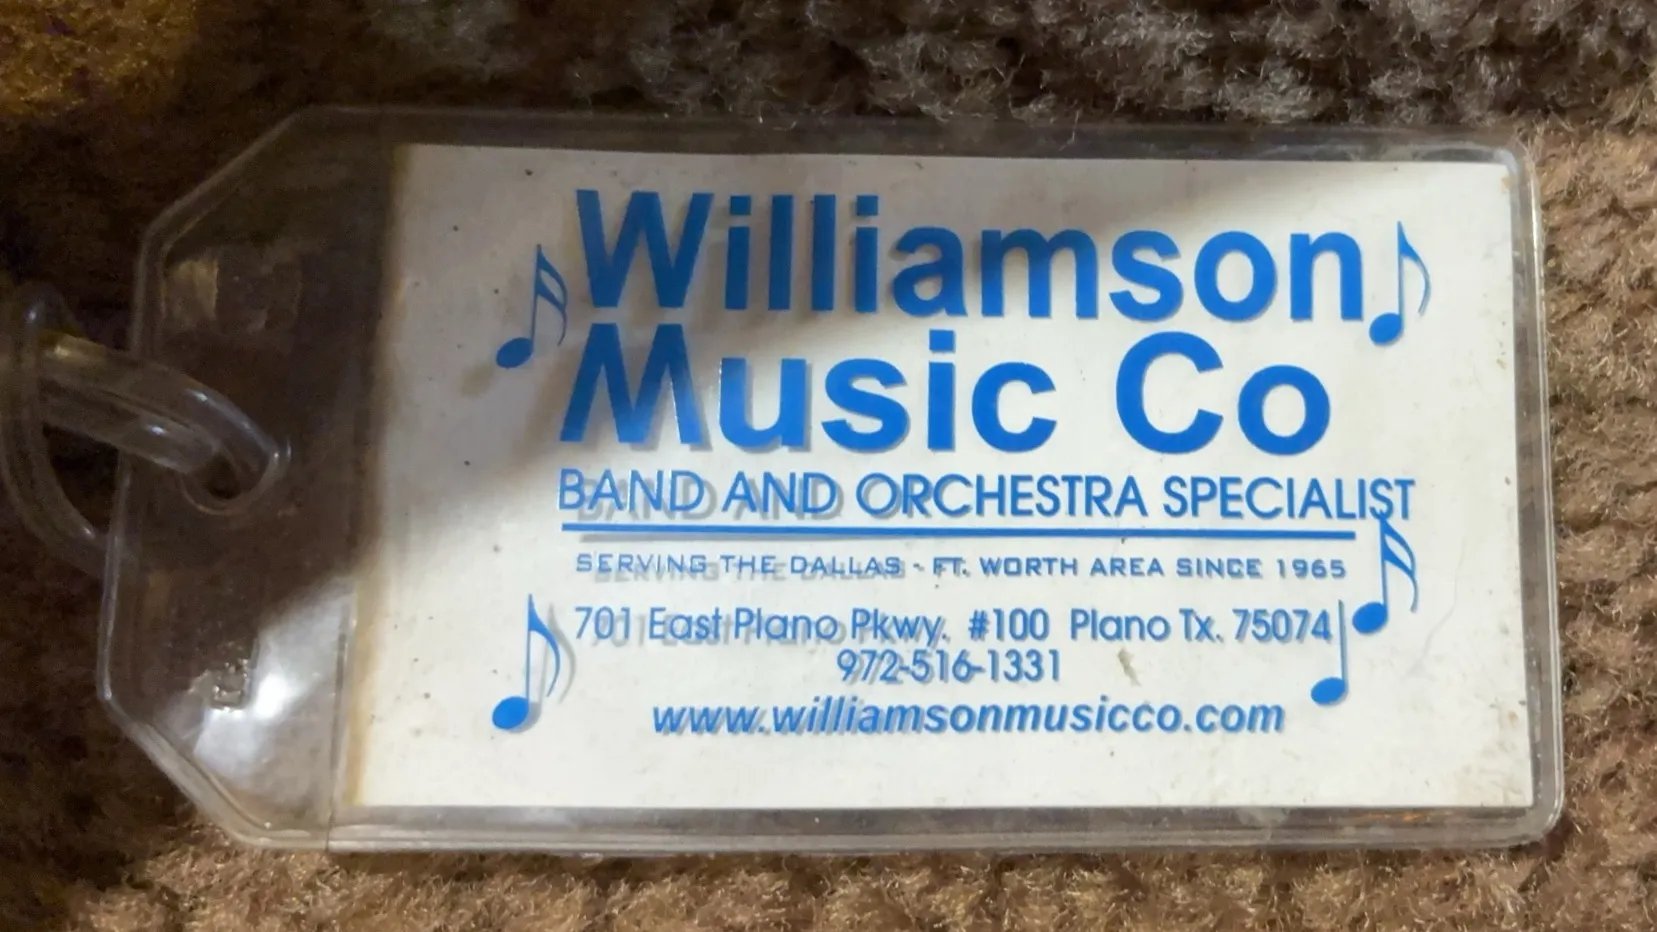 Williamson
Music Co
BAND AND ORCHESTRA SPECIALIST
SERVING THE DALLAS - FT. WORTH AREA SINCE 1965
701 East Plano Pkwy. #100 Plano Tx. 75074
972-516-1331
www.williamsonmusicco.com